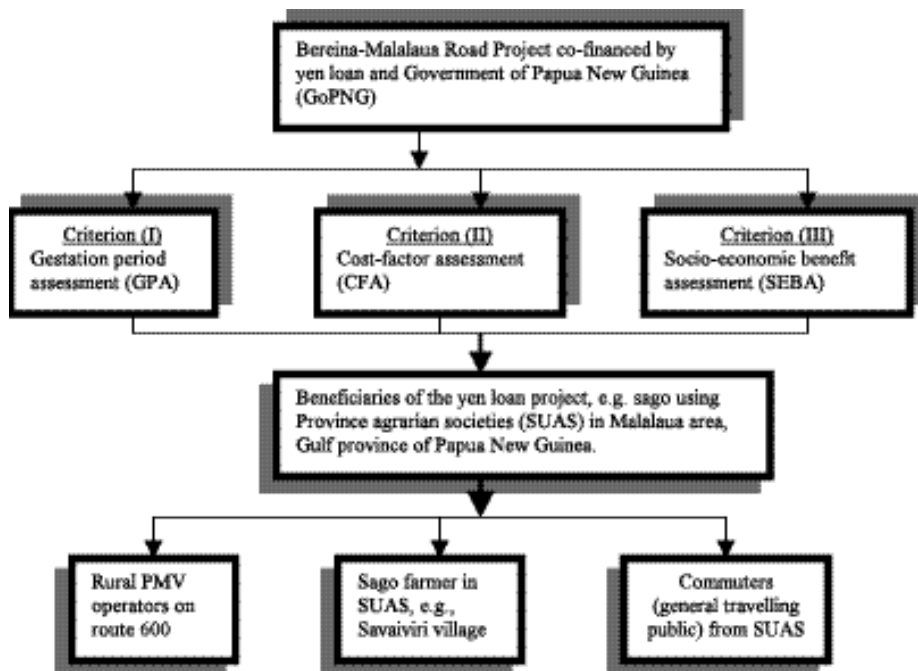 Bereina-Malalaua Road Project co-financed by
yen loan and Government of Papua New Guinea
(GoPNG)
Criterion (I)
Gestation period
assessment (GPA)
Criterion (II)
Cost-factor assessment
(CFA)
Criterion (III)
Socio-economic benefit
assessment (SEBA)
Beneficiaries of the yen loan project, e.g. sago using
Province agrarian societies (SUAS) in Malalaua area,
Gulf province of Papua New Guinea.
Rural PMV
operators on
route 600
Sago farmer in
SUAS, e.g.,
Savaiviri village
Commuters
(general travelling
public) from SUAS